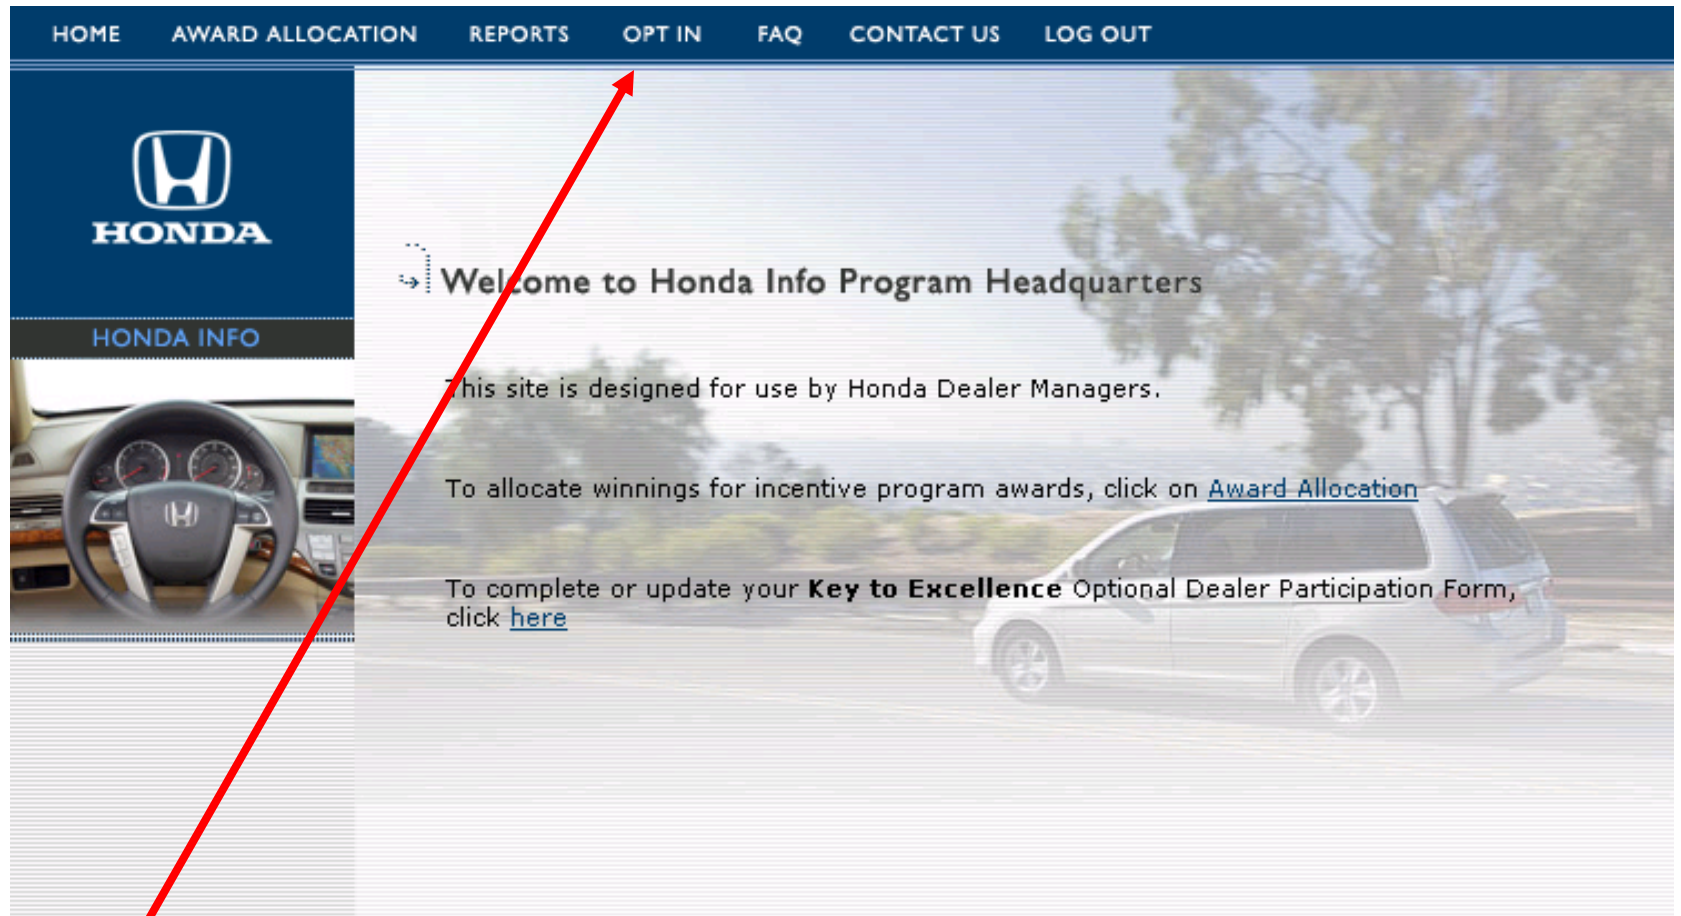 HOME AWARD ALLOCATION REPORTS OPT IN FAQ CONTACT US LOG OUT
HONDA
HONDA INFO
Welcome to Honda Info Program Headquarters
This site is designed for use by Honda Dealer Managers.
To allocate winnings for incentive program awards, click on Award Allocation
To complete or update your Key to Excellence Optional Dealer Participation Form,
click here